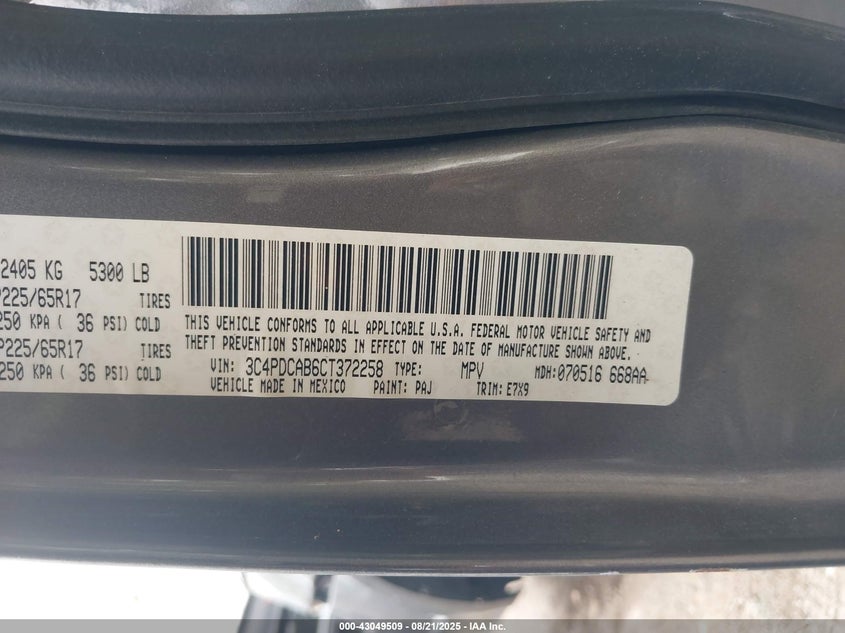 2405 KG 5300 LB
P225/65R17 TIRES
250 KPA ( 36 PSI) COLD
P225/65R17 TIRES
250 KPA ( 36 PSI) COLD
THIS VEHICLE CONFORMS TO ALL APPLICABLE U.S.A. FEDERAL MOTOR VEHICLE SAFETY AND
THEFT PREVENTION STANDARDS IN EFFECT ON THE DATE OF MANUFACTURE SHOWN ABOVE.
VIN: 3C4PDCAB6CT372258 TYPE: MPV MDH:070516 668AA
VEHICLE MADE IN MEXICO PAINT: PAJ TRIM: E7X9
000-43049509 - 08/21/2025 - IAA Inc.